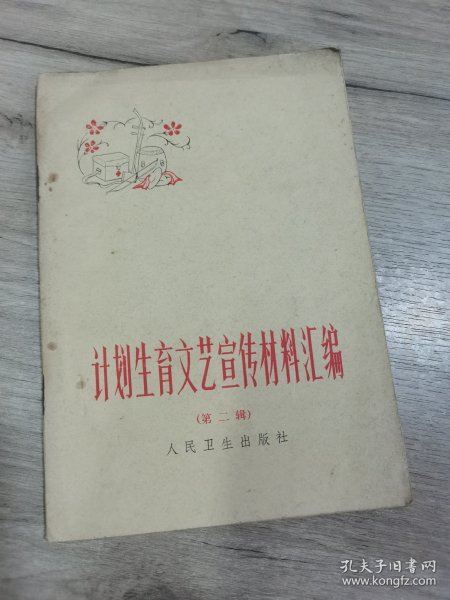 计划生育文艺宣传材料汇编
(第二辑)
人民卫生出版社
孔夫子旧书网
www.kongfz.com